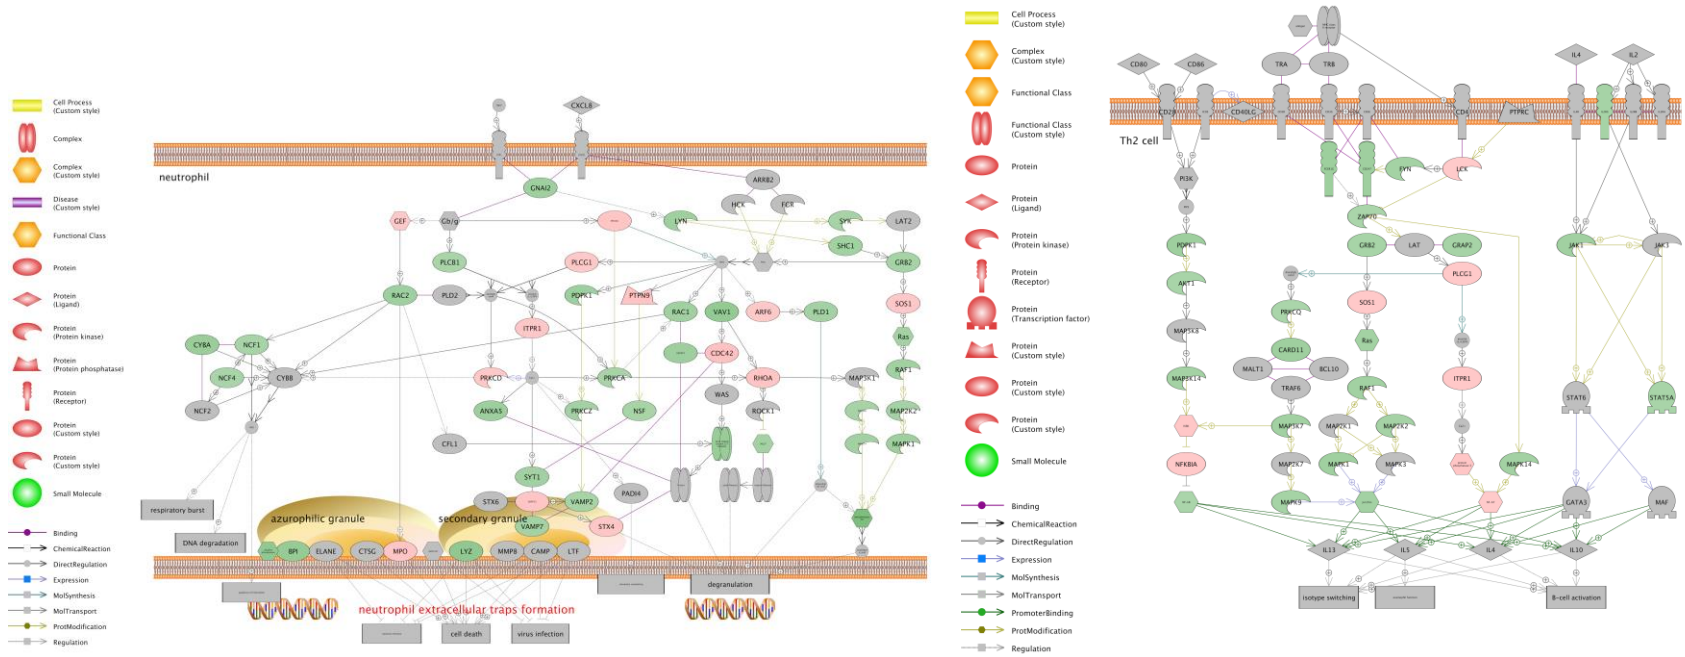 Cell Process
(Custom style)
Complex
Complex
(Custom style)
Disease
(Custom style)
Functional Class
Protein
Protein
(Ligand)
Protein
(Protein kinase)
Protein
(Protein phosphatase)
Protein
(Receptor)
Protein
(Custom style)
Protein
(Custom style)
Small Molecule
Binding
ChemicalReaction
DirectRegulation
Expression
MolSynthesis
MolTransport
ProtModification
Regulation
CXCL8
neutrophil
GNAI2
ARRB2
HCK
FGR
GEF
Gb/g
LYN
SYK
LAT2
SHC1
PLCB1
PLCG1
GRB2
RAC2
PLD2
PDPK1
PTPN9
RAC1
VAV1
ARF6
PLD1
SOS1
ITPR1
Ras
CYBA
NCF1
CDC42
RAF1
NCF4
CYBB
PRKCD
PRKCA
RHOA
MAP3K1
NCF2
ANXA5
PRKCZ
NSF
WAS
ROCK1
MAP2K2
CFL1
MAPK1
SYT1
respiratory burst
STX6
VAMP2
PADI4
azurophilic granule
secondary granule
VAMP7
STX4
DNA degradation
BPI
ELANE
CTSG
MPO
LYZ
MMP8
CAMP
LTF
degranulation
neutrophil extracellular traps formation
cell death
virus infection
Cell Process
(Custom style)
Complex
(Custom style)
Functional Class
Functional Class
(Custom style)
Protein
Protein
(Ligand)
Protein
(Protein kinase)
Protein
(Receptor)
Protein
(Transcription factor)
Protein
(Custom style)
Protein
(Custom style)
Protein
(Custom style)
Small Molecule
Binding
ChemicalReaction
DirectRegulation
Expression
MolSynthesis
MolTransport
PromoterBinding
ProtModification
Regulation
CD80
CD86
TRA
TRB
IL4
IL2
CD28
CD40LG
CD4
PTPRC
Th2 cell
PI3K
FYN
LCK
ZAP70
PDPK1
GRB2
LAT
GRAP2
JAK1
JAK3
PLCG1
AKT1
PRKCQ
SOS1
MAP3K8
CARD11
Ras
MALT1
BCL10
ITPR1
MAP3K14
TRAF6
RAF1
STAT6
STAT5A
MAP3K7
MAP2K1
MAP2K2
NFKBIA
MAP2K7
MAPK1
MAPK3
MAPK14
MAPK9
GATA3
MAF
IL13
IL5
IL4
IL10
isotype switching
B-cell activation